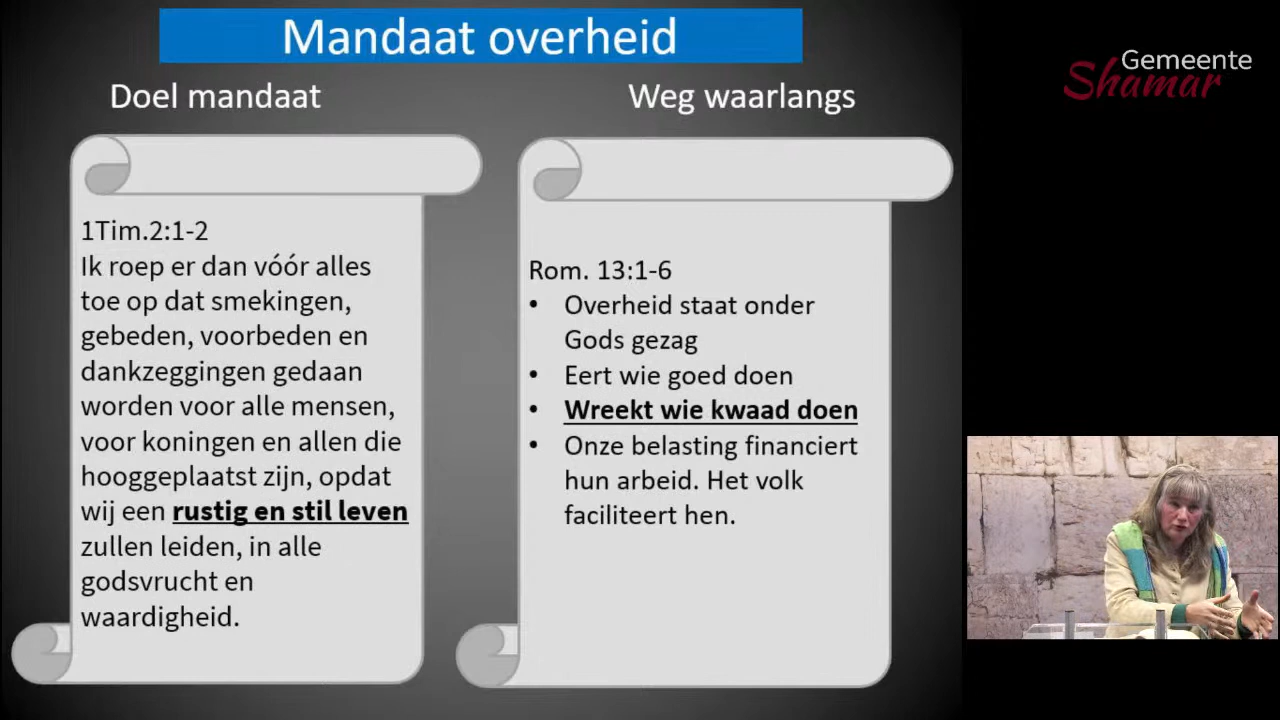 Mandaat overheid
Doel mandaat
1Tim.2:1-2
Ik roep er dan vóór alles
toe op dat smekingen,
gebeden, voorbeden en
dankzeggingen gedaan
worden voor alle mensen,
voor koningen en allen die
hooggeplaatst zijn, opdat
wij een rustig en stil leven
zullen leiden, in alle
godsvrucht en
waardigheid.
Weg waarlangs
Rom. 13:1-6
• Overheid staat onder
Gods gezag
• Eert wie goed doen
• Wreekt wie kwaad doen
• Onze belasting financiert
hun arbeid. Het volk
faciliteert hen.
Gemeente
Shamar